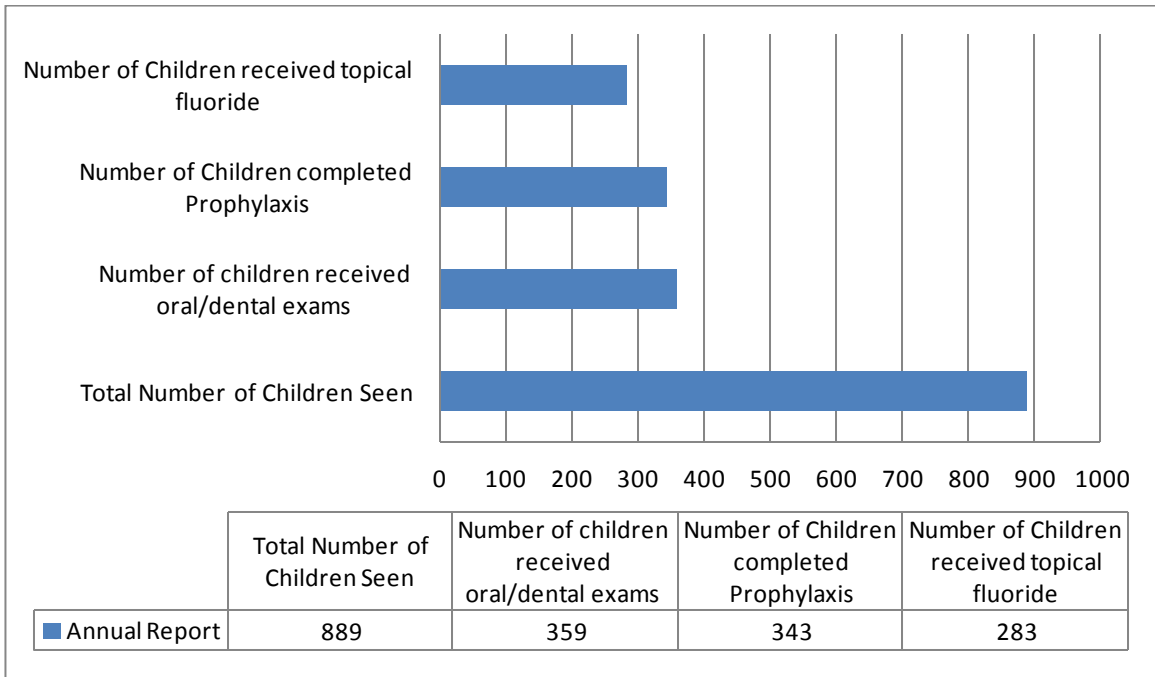 Number of Children received topical
fluoride
Number of Children completed
Prophylaxis
Number of children received
oral/dental exams
Total Number of Children Seen
0 100 200 300 400 500 600 700 800 900 1000
Total Number of
Children Seen
Number of children
received
oral/dental exams
Number of Children
completed
Prophylaxis
Number of Children
received topical
fluoride
Annual Report 889 359 343 283